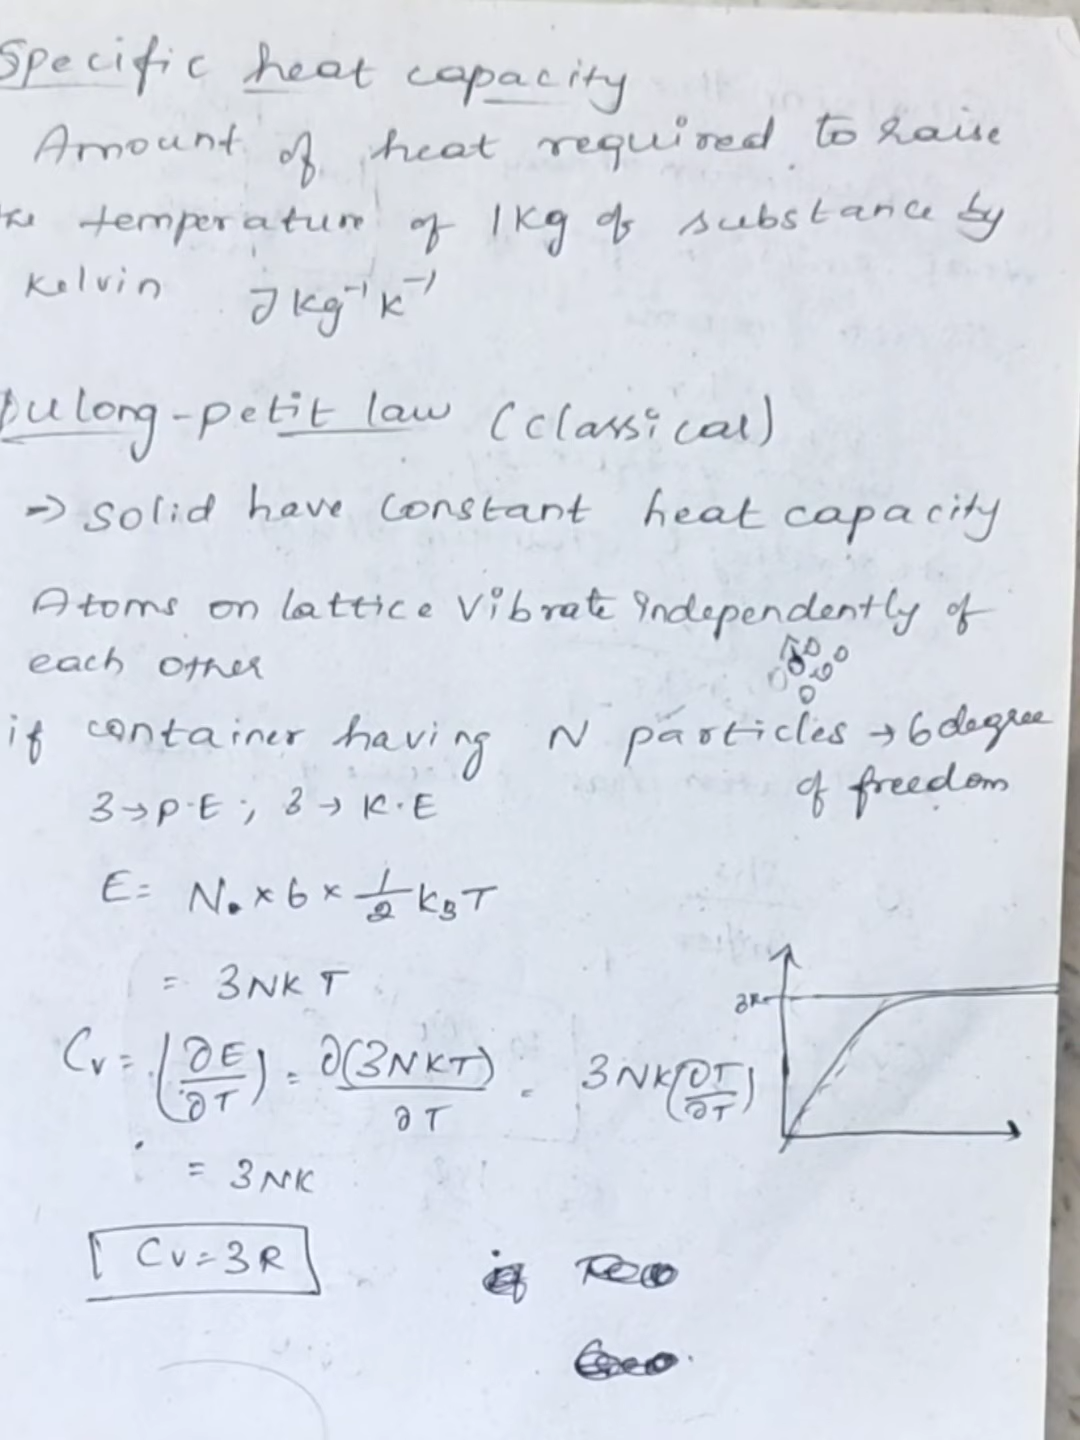 Specific heat capacity
Amount of heat required to raise
the temperature of 1kg of substance by
Kelvin J kg⁻¹ K⁻¹
Dulong-petit law (classical)
→ solid have constant heat capacity
Atoms on lattice vibrate independently of
each other
if container having N particles → 6 degree
of freedom
3→P.E ; 3→ K.E
E= N. × 6 × 1/2 k_B T
= 3NK T
3R
Cv = (∂E/∂T) = ∂(3NKT)/∂T = 3NK(∂T/∂T)
= 3NK
Cv=3R
if